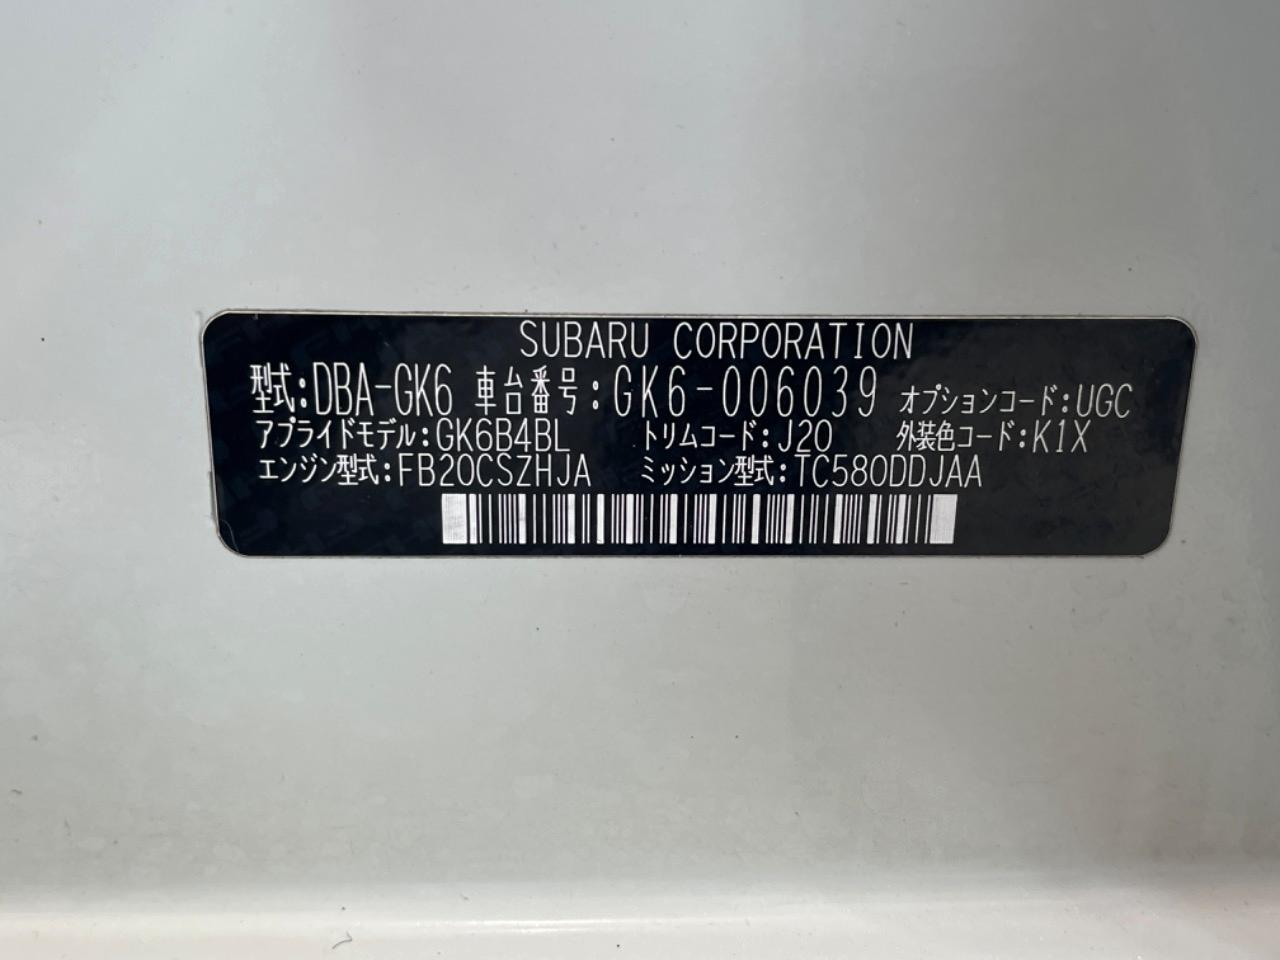 SUBARU CORPORATION
型式:DBA-GK6 車台番号:GK6-006039 オプションコード:UGC
アプライドモデル:GK6B4BL トリムコード:J20 外装色コード:K1X
エンジン型式:FB20CSZHJA ミッション型式:TC580DDJAA